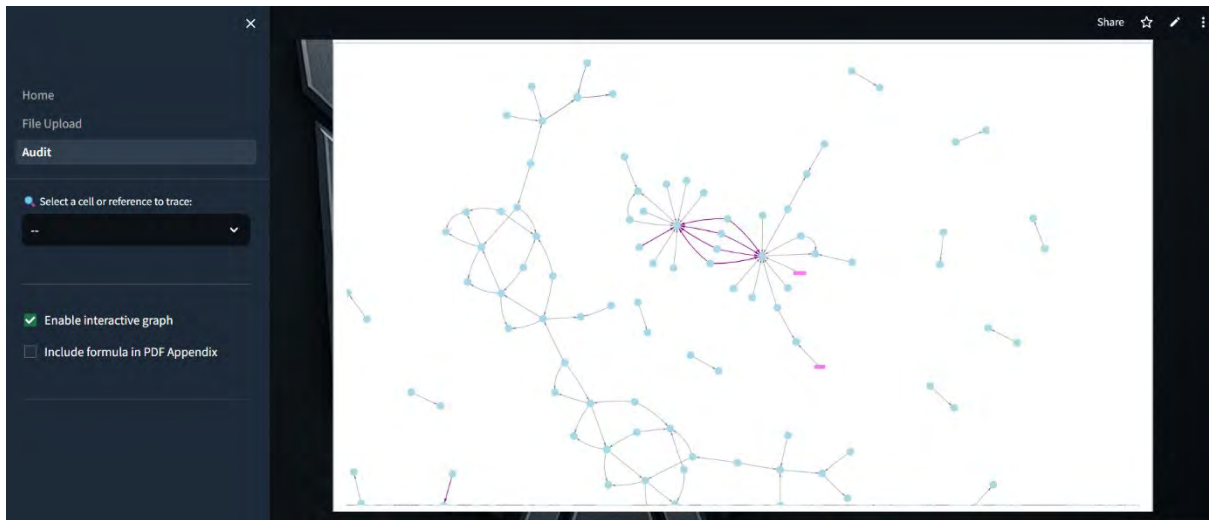 Share
Home
File Upload
Audit
Select a cell or reference to trace:
--
Enable interactive graph
Include formula in PDF Appendix